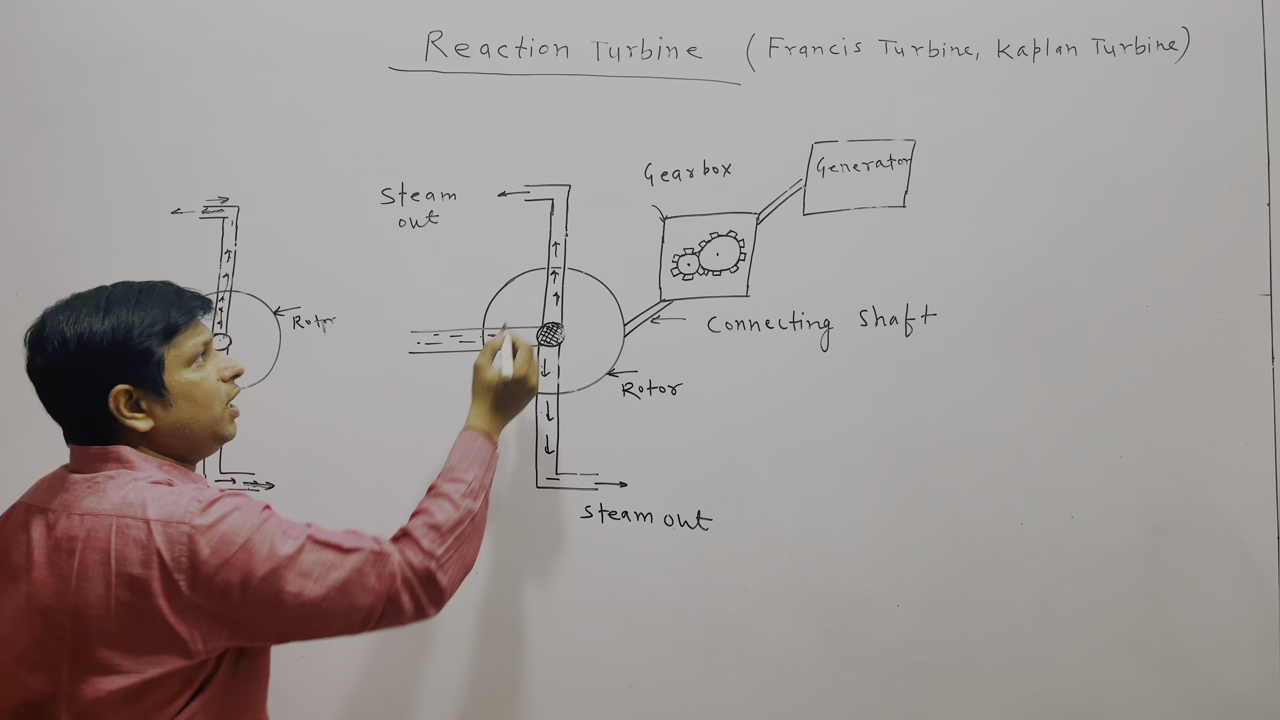 Reaction Turbine (Francis Turbine, Kaplan Turbine)
Generator
Gearbox
Steam
out
Rotor
Connecting Shaft
Rotor
Steam out